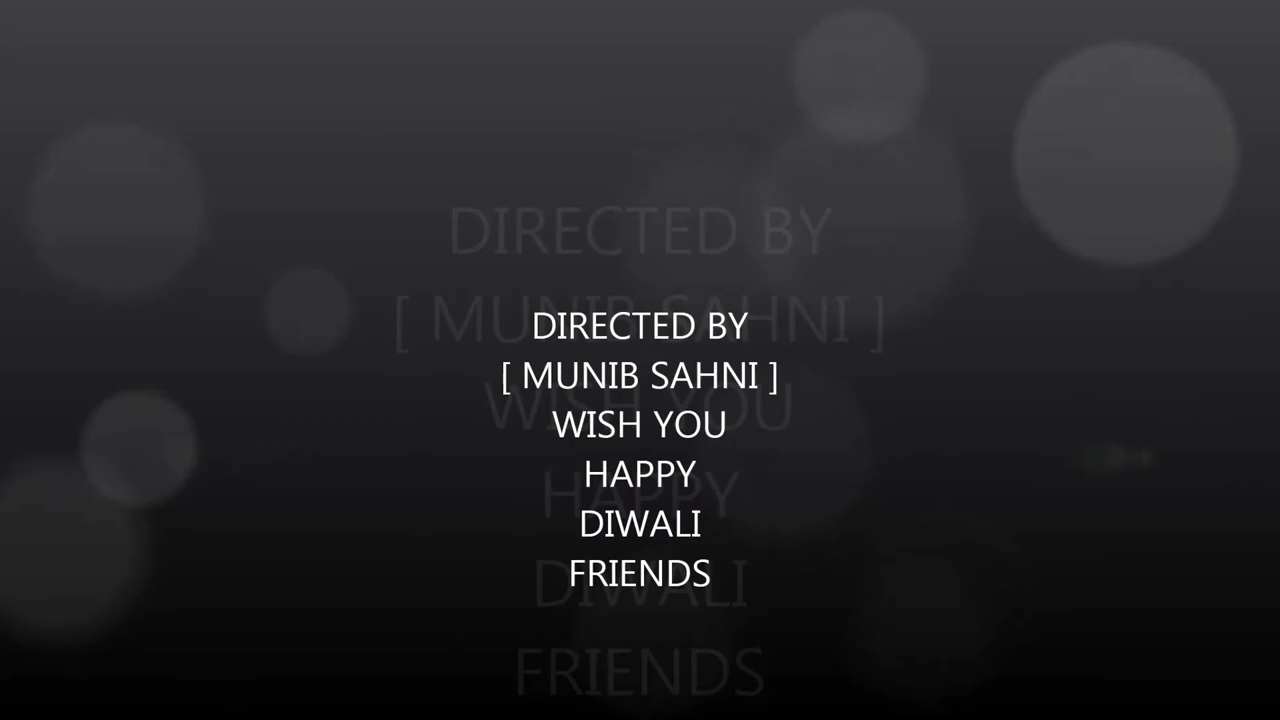 DIRECTED BY
[ MUNIB SAHNI ]
WISH YOU
HAPPY
DIWALI
FRIENDS